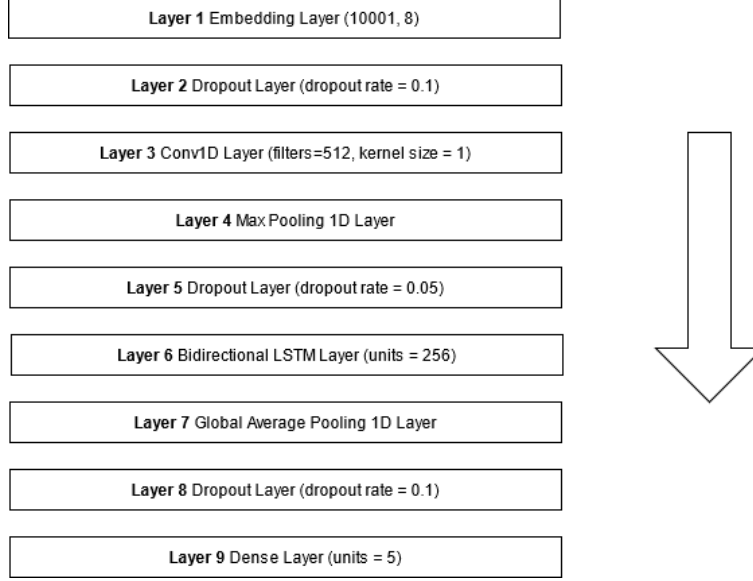 Layer 1 Embedding Layer (10001, 8)
Layer 2 Dropout Layer (dropout rate = 0.1)
Layer 3 Conv1D Layer (filters=512, kernel size = 1)
Layer 4 Max Pooling 1D Layer
Layer 5 Dropout Layer (dropout rate = 0.05)
Layer 6 Bidirectional LSTM Layer (units = 256)
Layer 7 Global Average Pooling 1D Layer
Layer 8 Dropout Layer (dropout rate = 0.1)
Layer 9 Dense Layer (units = 5)